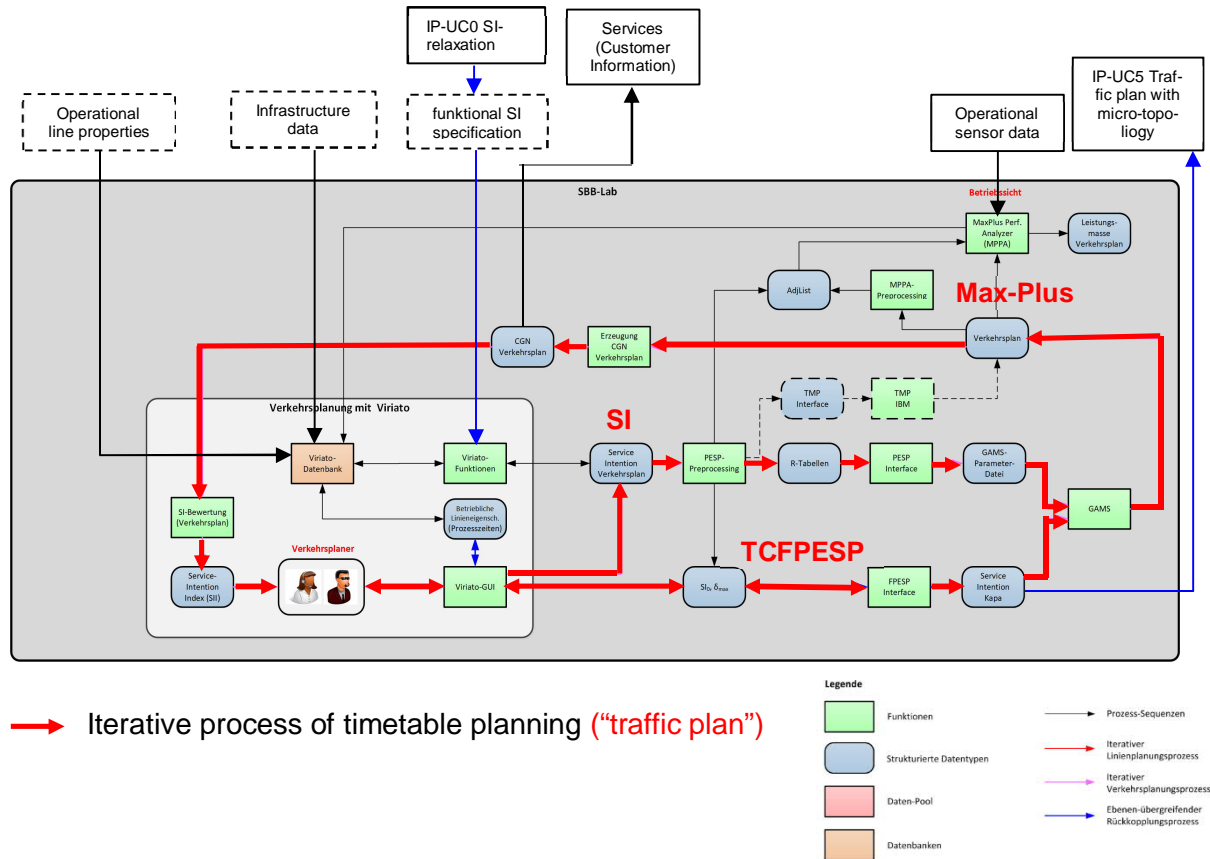 IP-UC0 SI-
relaxation
Services
(Customer
Information)
IP-UC5 Traf-
fic plan with
micro-topo-
liogy
Operational
line properties
Infrastructure
data
funktional SI
specification
Operational
sensor data
SBB-Lab
Betriebssicht
MaxPlus Perf.
Analyzer
(MPPA)
Leistungs-
masse
Verkehrsplan
AdjList
MPPA-
Preprocessing
Max-Plus
CGN
Verkehrsplan
Erzeugung
CGN
Verkehrsplan
Verkehrsplan
TMP
Interface
TMP
IBM
Verkehrsplanung mit Viriato
SI
Viriato-
Datenbank
Viriato-
Funktionen
Service
Intention
Verkehrsplan
PESP-
Preprocessing
R-Tabellen
PESP
Interface
GAMS-
Parameter-
Datei
SI-Bewertung
(Verkehrsplan)
Betriebliche
Linieneigensch.
(Prozesszeiten)
GAMS
Verkehrsplaner
TCFPESP
Service-
Intention
Index (SII)
Viriato-GUI
SI₀, δmax
FPESP
Interface
Service
Intention
Kapa
Iterative process of timetable planning (“traffic plan”)
Legende
Funktionen
Strukturierte Datentypen
Daten-Pool
Datenbanken
Prozess-Sequenzen
Iterativer
Linienplanungsprozess
Iterativer
Verkehrsplanungsprozess
Ebenen-übergreifender
Rückkopplungsprozess